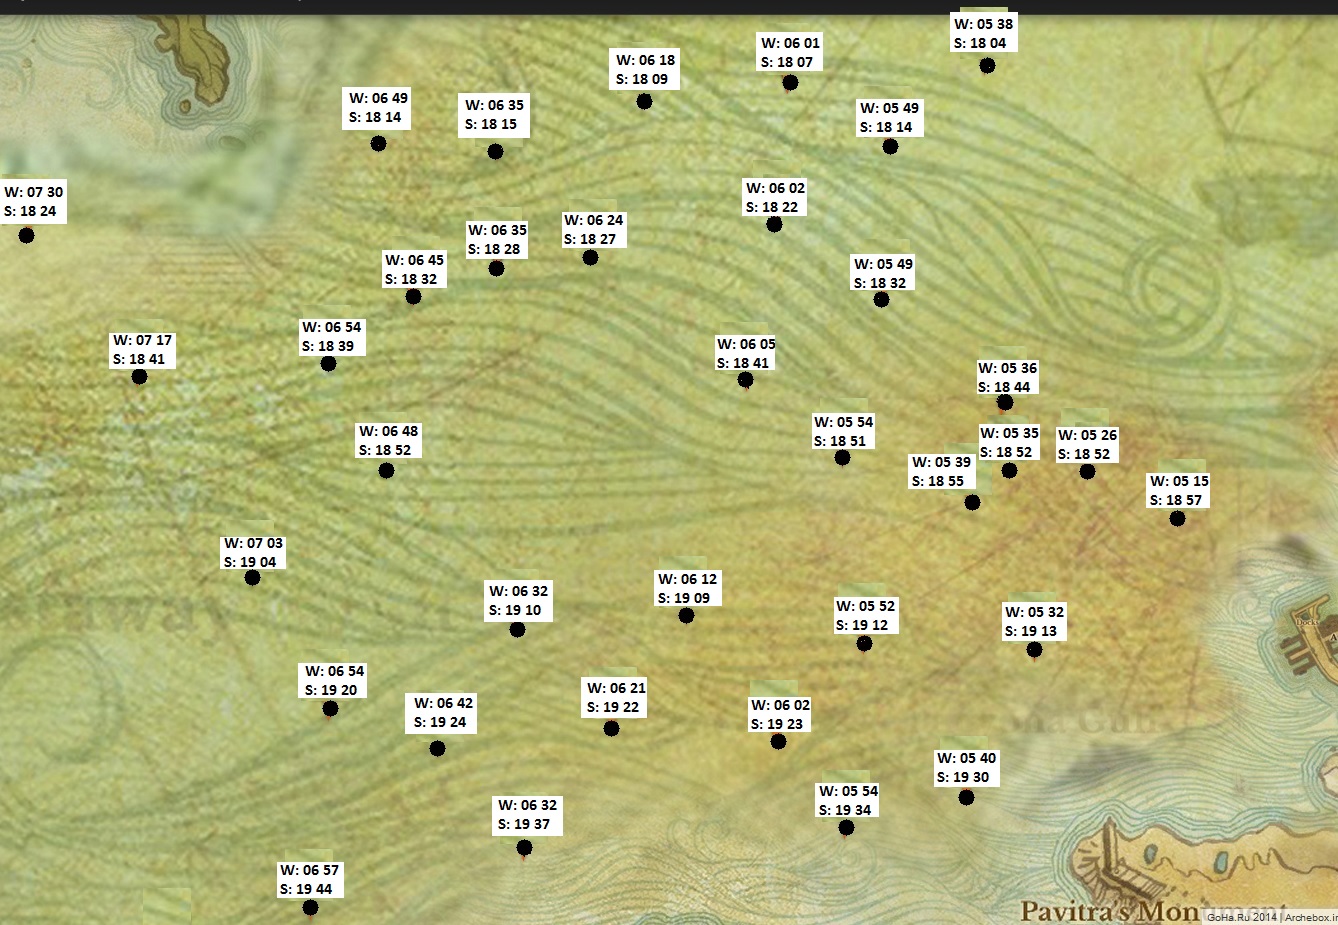 W: 05 38
S: 18 04
W: 06 01
S: 18 07
W: 06 18
S: 18 09
W: 06 49
S: 18 14
W: 06 35
S: 18 15
W: 05 49
S: 18 14
W: 07 30
S: 18 24
W: 06 02
S: 18 22
W: 06 35
S: 18 28
W: 06 24
S: 18 27
W: 06 45
S: 18 32
W: 05 49
S: 18 32
W: 07 17
S: 18 41
W: 06 54
S: 18 39
W: 06 05
S: 18 41
W: 05 36
S: 18 44
W: 06 48
S: 18 52
W: 05 54
S: 18 51
W: 05 35
S: 18 52
W: 05 26
S: 18 52
W: 05 39
S: 18 55
W: 05 15
S: 18 57
W: 07 03
S: 19 04
W: 06 32
S: 19 10
W: 06 12
S: 19 09
W: 05 52
S: 19 12
W: 05 32
S: 19 13
Docks
W: 06 54
S: 19 20
W: 06 42
S: 19 24
W: 06 21
S: 19 22
W: 06 02
S: 19 23
W: 05 40
S: 19 30
W: 05 54
S: 19 34
W: 06 32
S: 19 37
W: 06 57
S: 19 44
Pavitra's Monument
GoHa.Ru 2014 | Archebox.ir